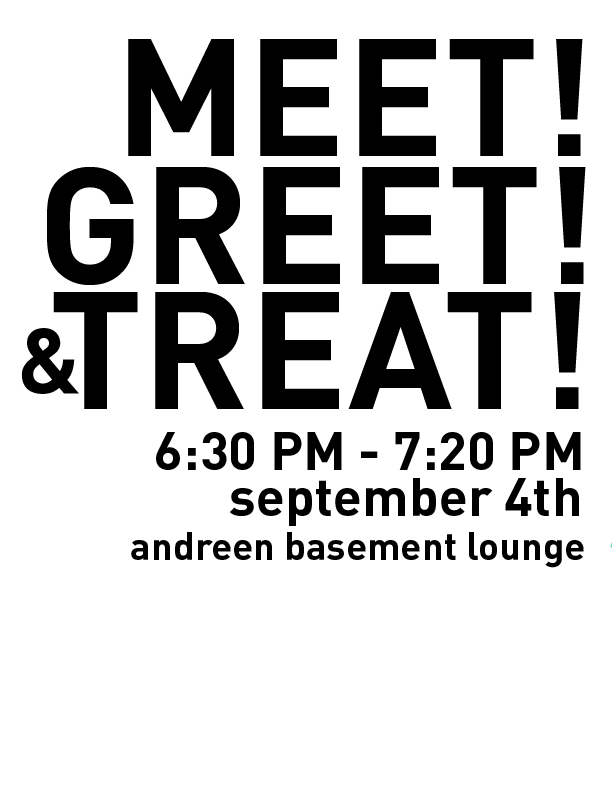 MEET!
GREET!
&TREAT!
6:30 PM - 7:20 PM
september 4th
andreen basement lounge